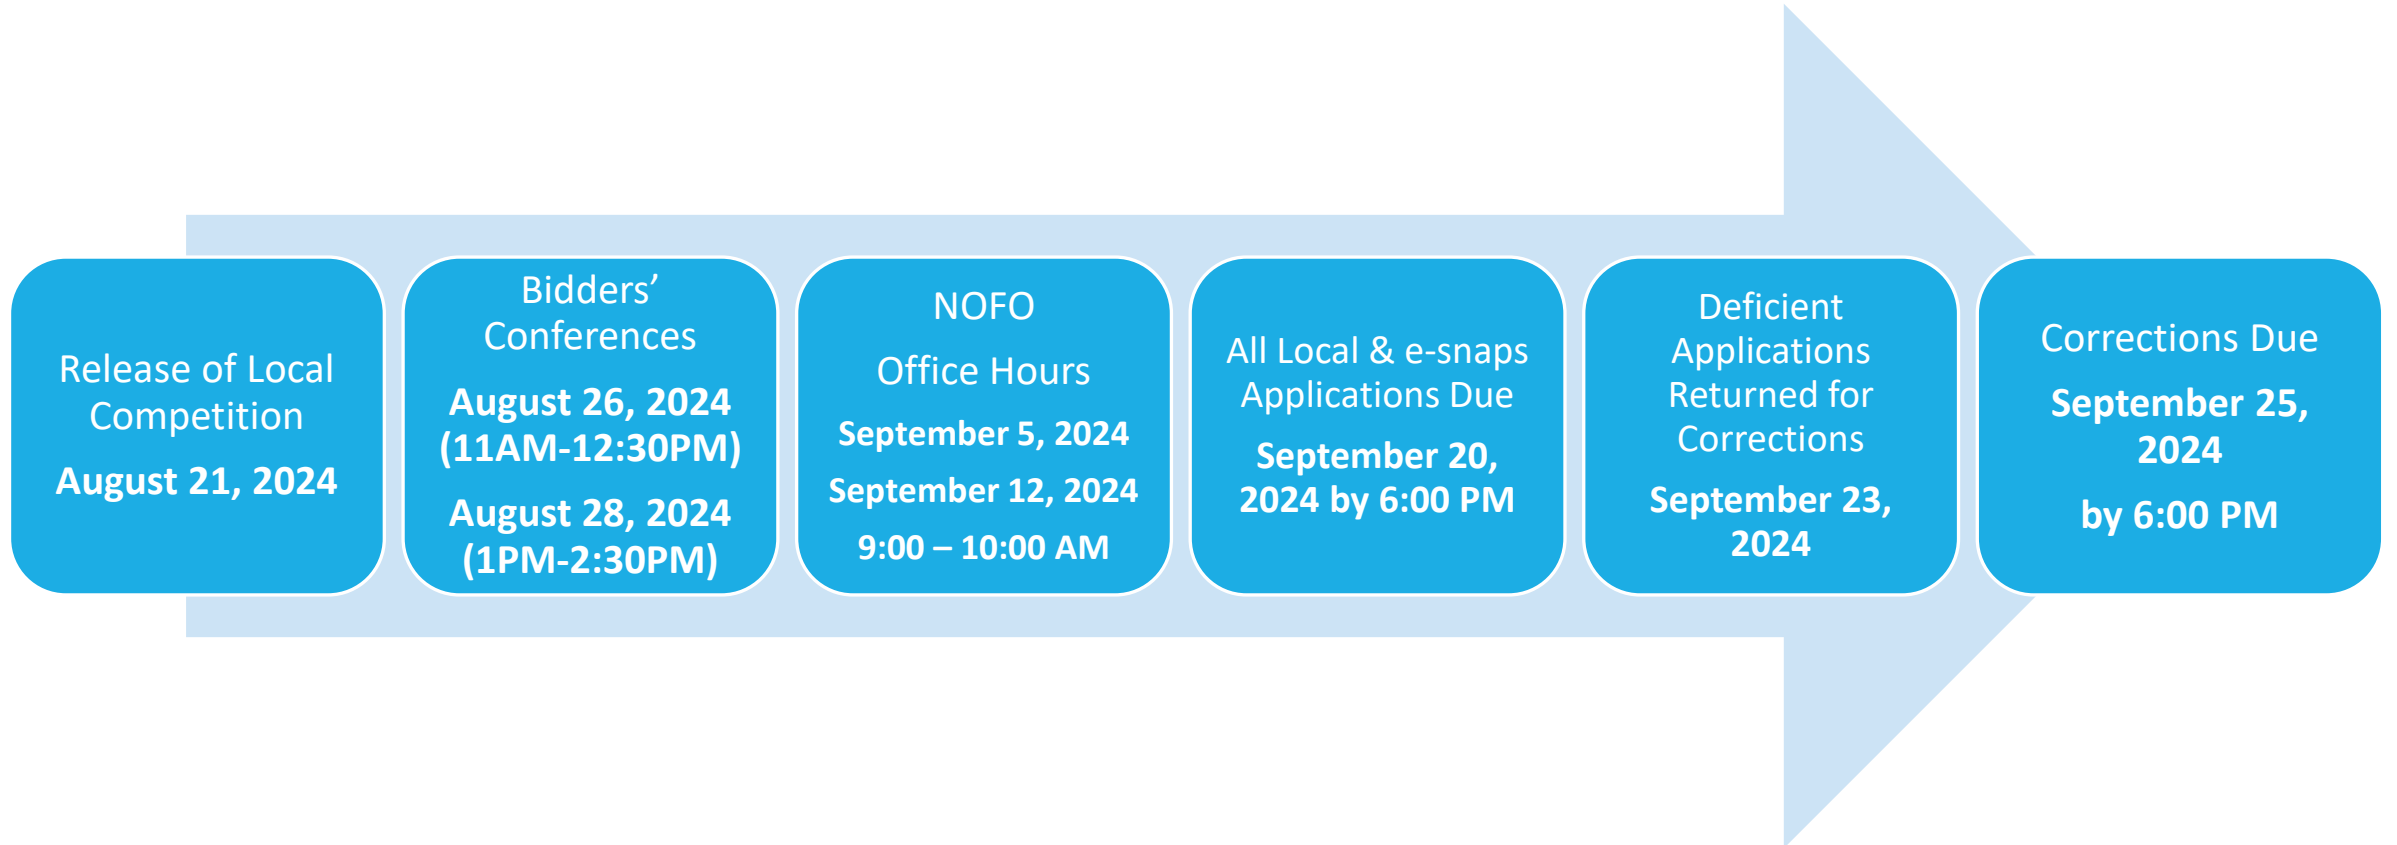 Release of Local
Competition
August 21, 2024
Bidders’
Conferences
August 26, 2024
(11AM-12:30PM)
August 28, 2024
(1PM-2:30PM)
NOFO
Office Hours
September 5, 2024
September 12, 2024
9:00 – 10:00 AM
All Local & e-snaps
Applications Due
September 20,
2024 by 6:00 PM
Deficient
Applications
Returned for
Corrections
September 23,
2024
Corrections Due
September 25,
2024
by 6:00 PM